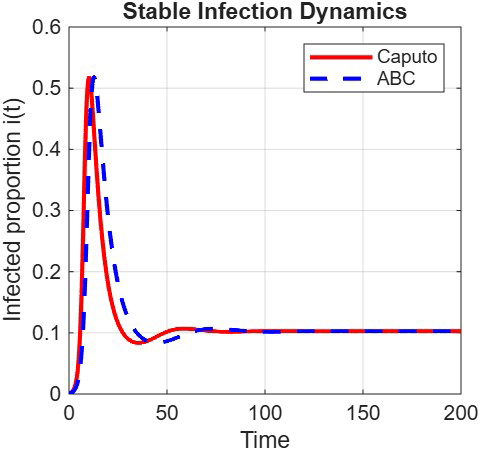 Stable Infection Dynamics
Infected proportion i(t)
0.6
0.5
0.4
0.3
0.2
0.1
0
Caputo
ABC
0 50 100 150 200
Time